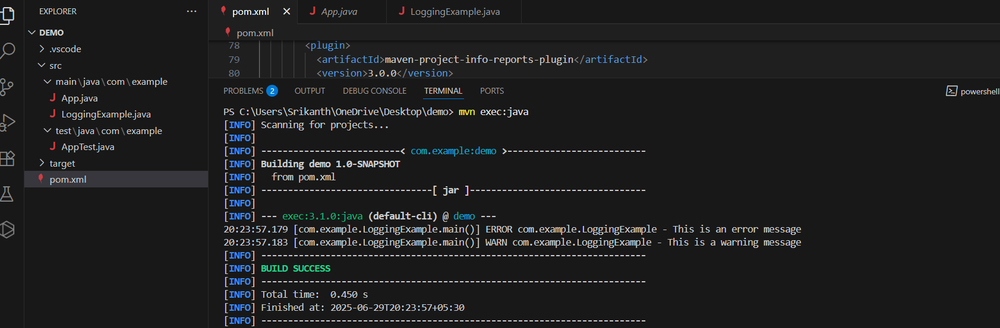 EXPLORER
DEMO
.vscode
src
main\java\com\example
App.java
LoggingExample.java
test\java\com\example
AppTest.java
target
pom.xml
pom.xml
App.java
LoggingExample.java
pom.xml
78 <plugin>
79 <artifactId>maven-project-info-reports-plugin</artifactId>
80 <version>3.0.0</version>
PROBLEMS 2 OUTPUT DEBUG CONSOLE TERMINAL PORTS
powershell
PS C:\Users\Srikanth\OneDrive\Desktop\demo> mvn exec:java
[INFO] Scanning for projects...
[INFO]
[INFO] --------------------------< com.example:demo >--------------------------
[INFO] Building demo 1.0-SNAPSHOT
[INFO]   from pom.xml
[INFO] --------------------------------[ jar ]---------------------------------
[INFO]
[INFO] --- exec:3.1.0:java (default-cli) @ demo ---
20:23:57.179 [com.example.LoggingExample.main()] ERROR com.example.LoggingExample - This is an error message
20:23:57.183 [com.example.LoggingExample.main()] WARN com.example.LoggingExample - This is a warning message
[INFO] ------------------------------------------------------------------------
[INFO] BUILD SUCCESS
[INFO] ------------------------------------------------------------------------
[INFO] Total time:  0.450 s
[INFO] Finished at: 2025-06-29T20:23:57+05:30
[INFO] ------------------------------------------------------------------------